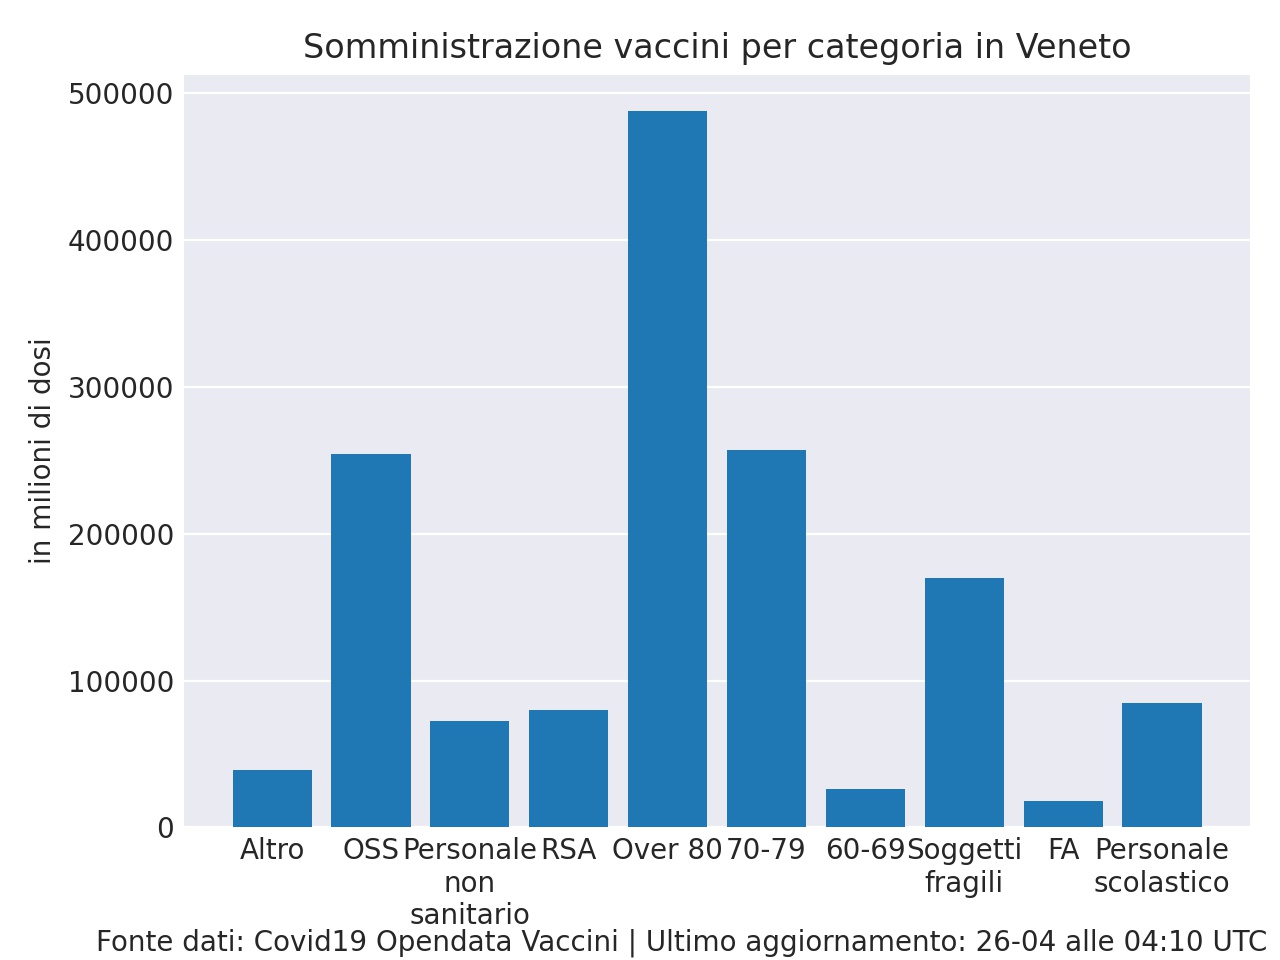 Somministrazione vaccini per categoria in Veneto
500000
400000
300000
200000
100000
0
in milioni di dosi
Altro
OSS
Personale
non
sanitario
RSA
Over 80
70-79
60-69
Soggetti
fragili
FA
Personale
scolastico
Fonte dati: Covid19 Opendata Vaccini | Ultimo aggiornamento: 26-04 alle 04:10 UTC